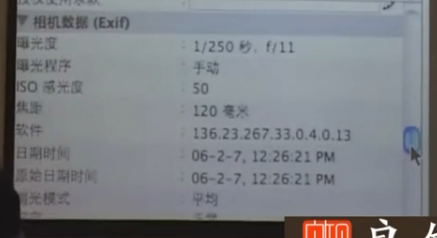 ▼ 相机数据 (Exif)
曝光度 : 1/250 秒, f/11
曝光程序 : 手动
ISO 感光度 : 50
焦距 : 120 毫米
软件 : 136.23.267.33.0.4.0.13
日期时间 : 06-2-7, 12:26:21 PM
原始日期时间 : 06-2-7, 12:26:21 PM
测光模式 : 平均